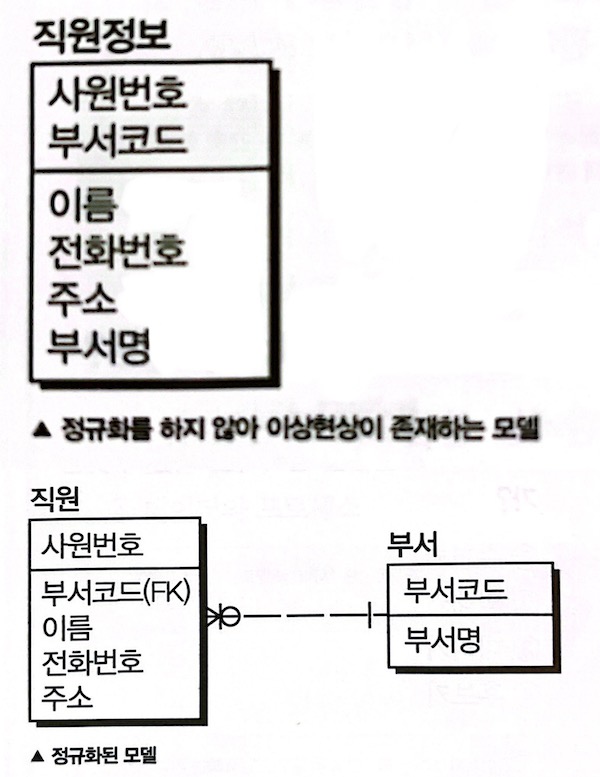 직원정보
사원번호
부서코드
이름
전화번호
주소
부서명
▲ 정규화를 하지 않아 이상현상이 존재하는 모델
직원
사원번호
부서코드(FK)
이름
전화번호
주소
부서
부서코드
부서명
▲ 정규화된 모델